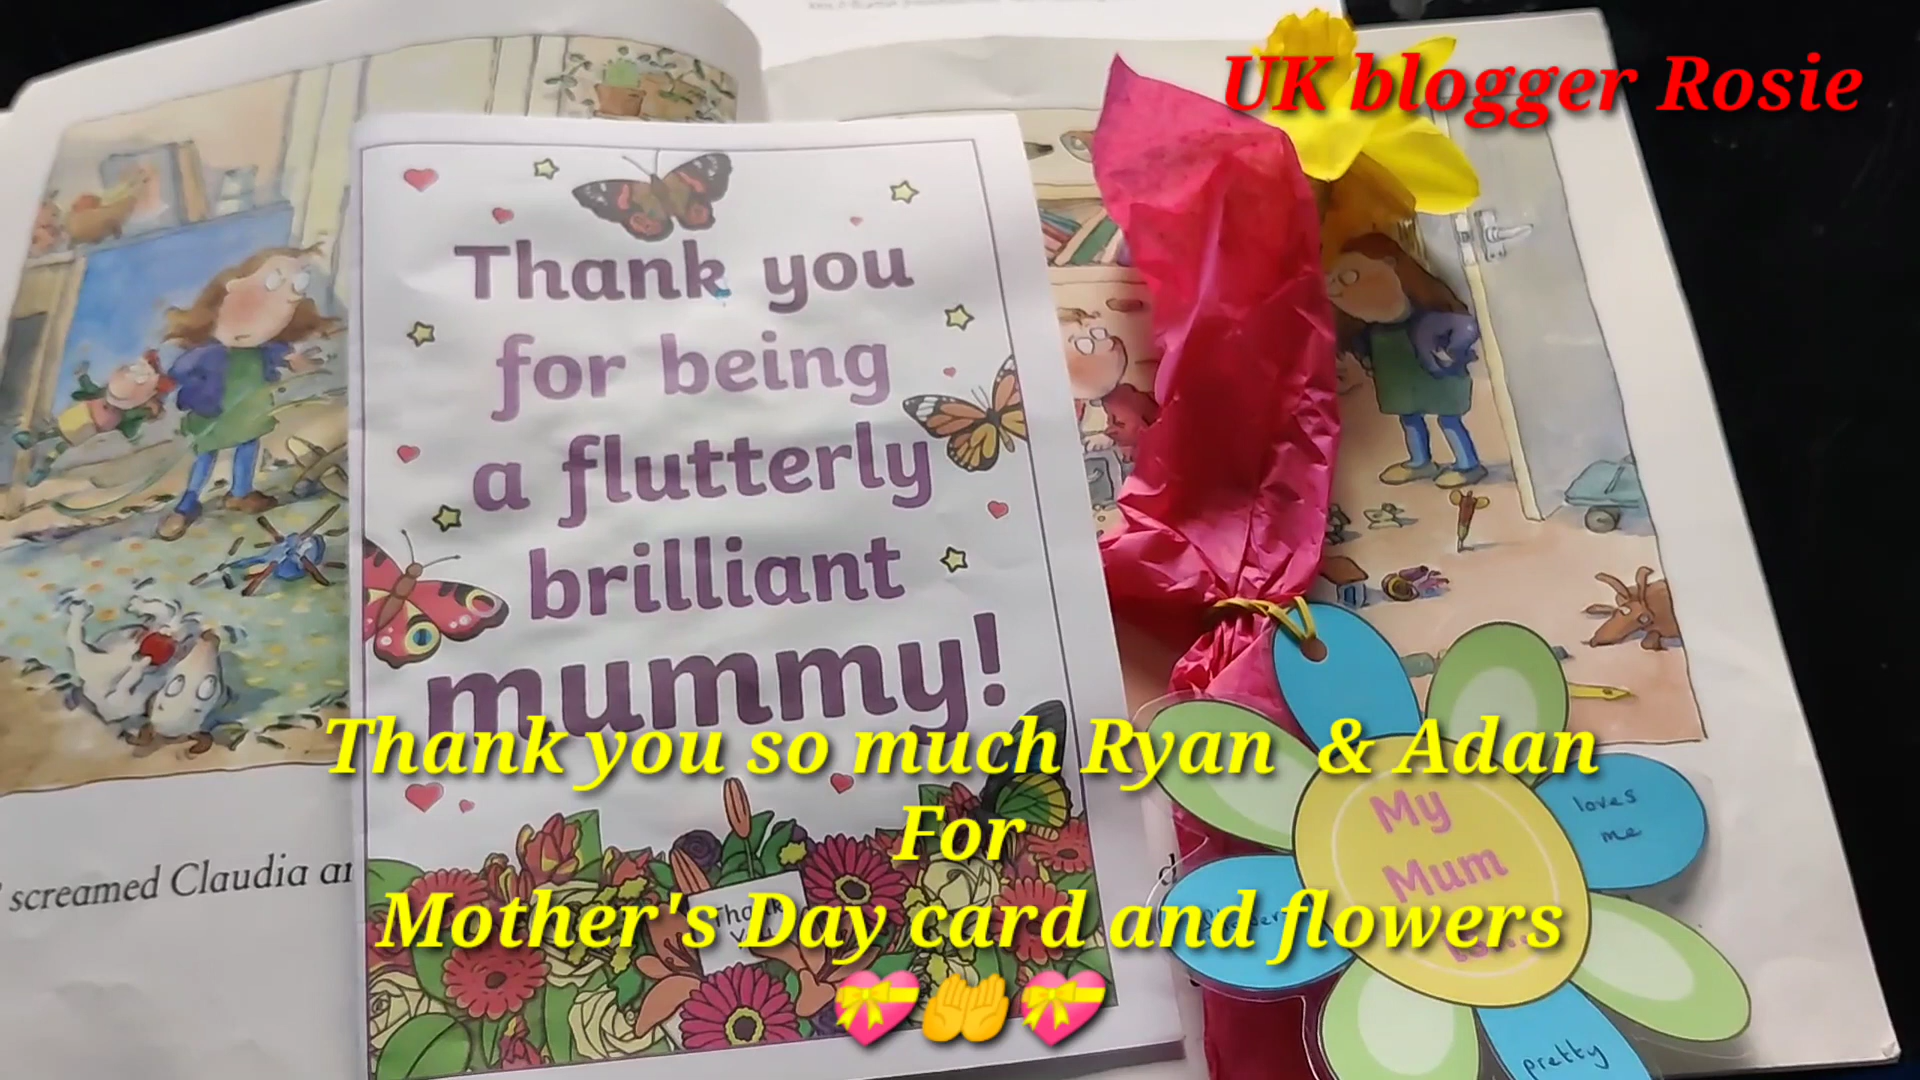 UK blogger Rosie
Thank you
for being
a flutterly
brilliant
mummy!
Thank you so much Ryan & Adan
For
Mother's Day card and flowers
💝🤲💝
screamed Claudia
Thank
My
Mum
loves
me
pretty